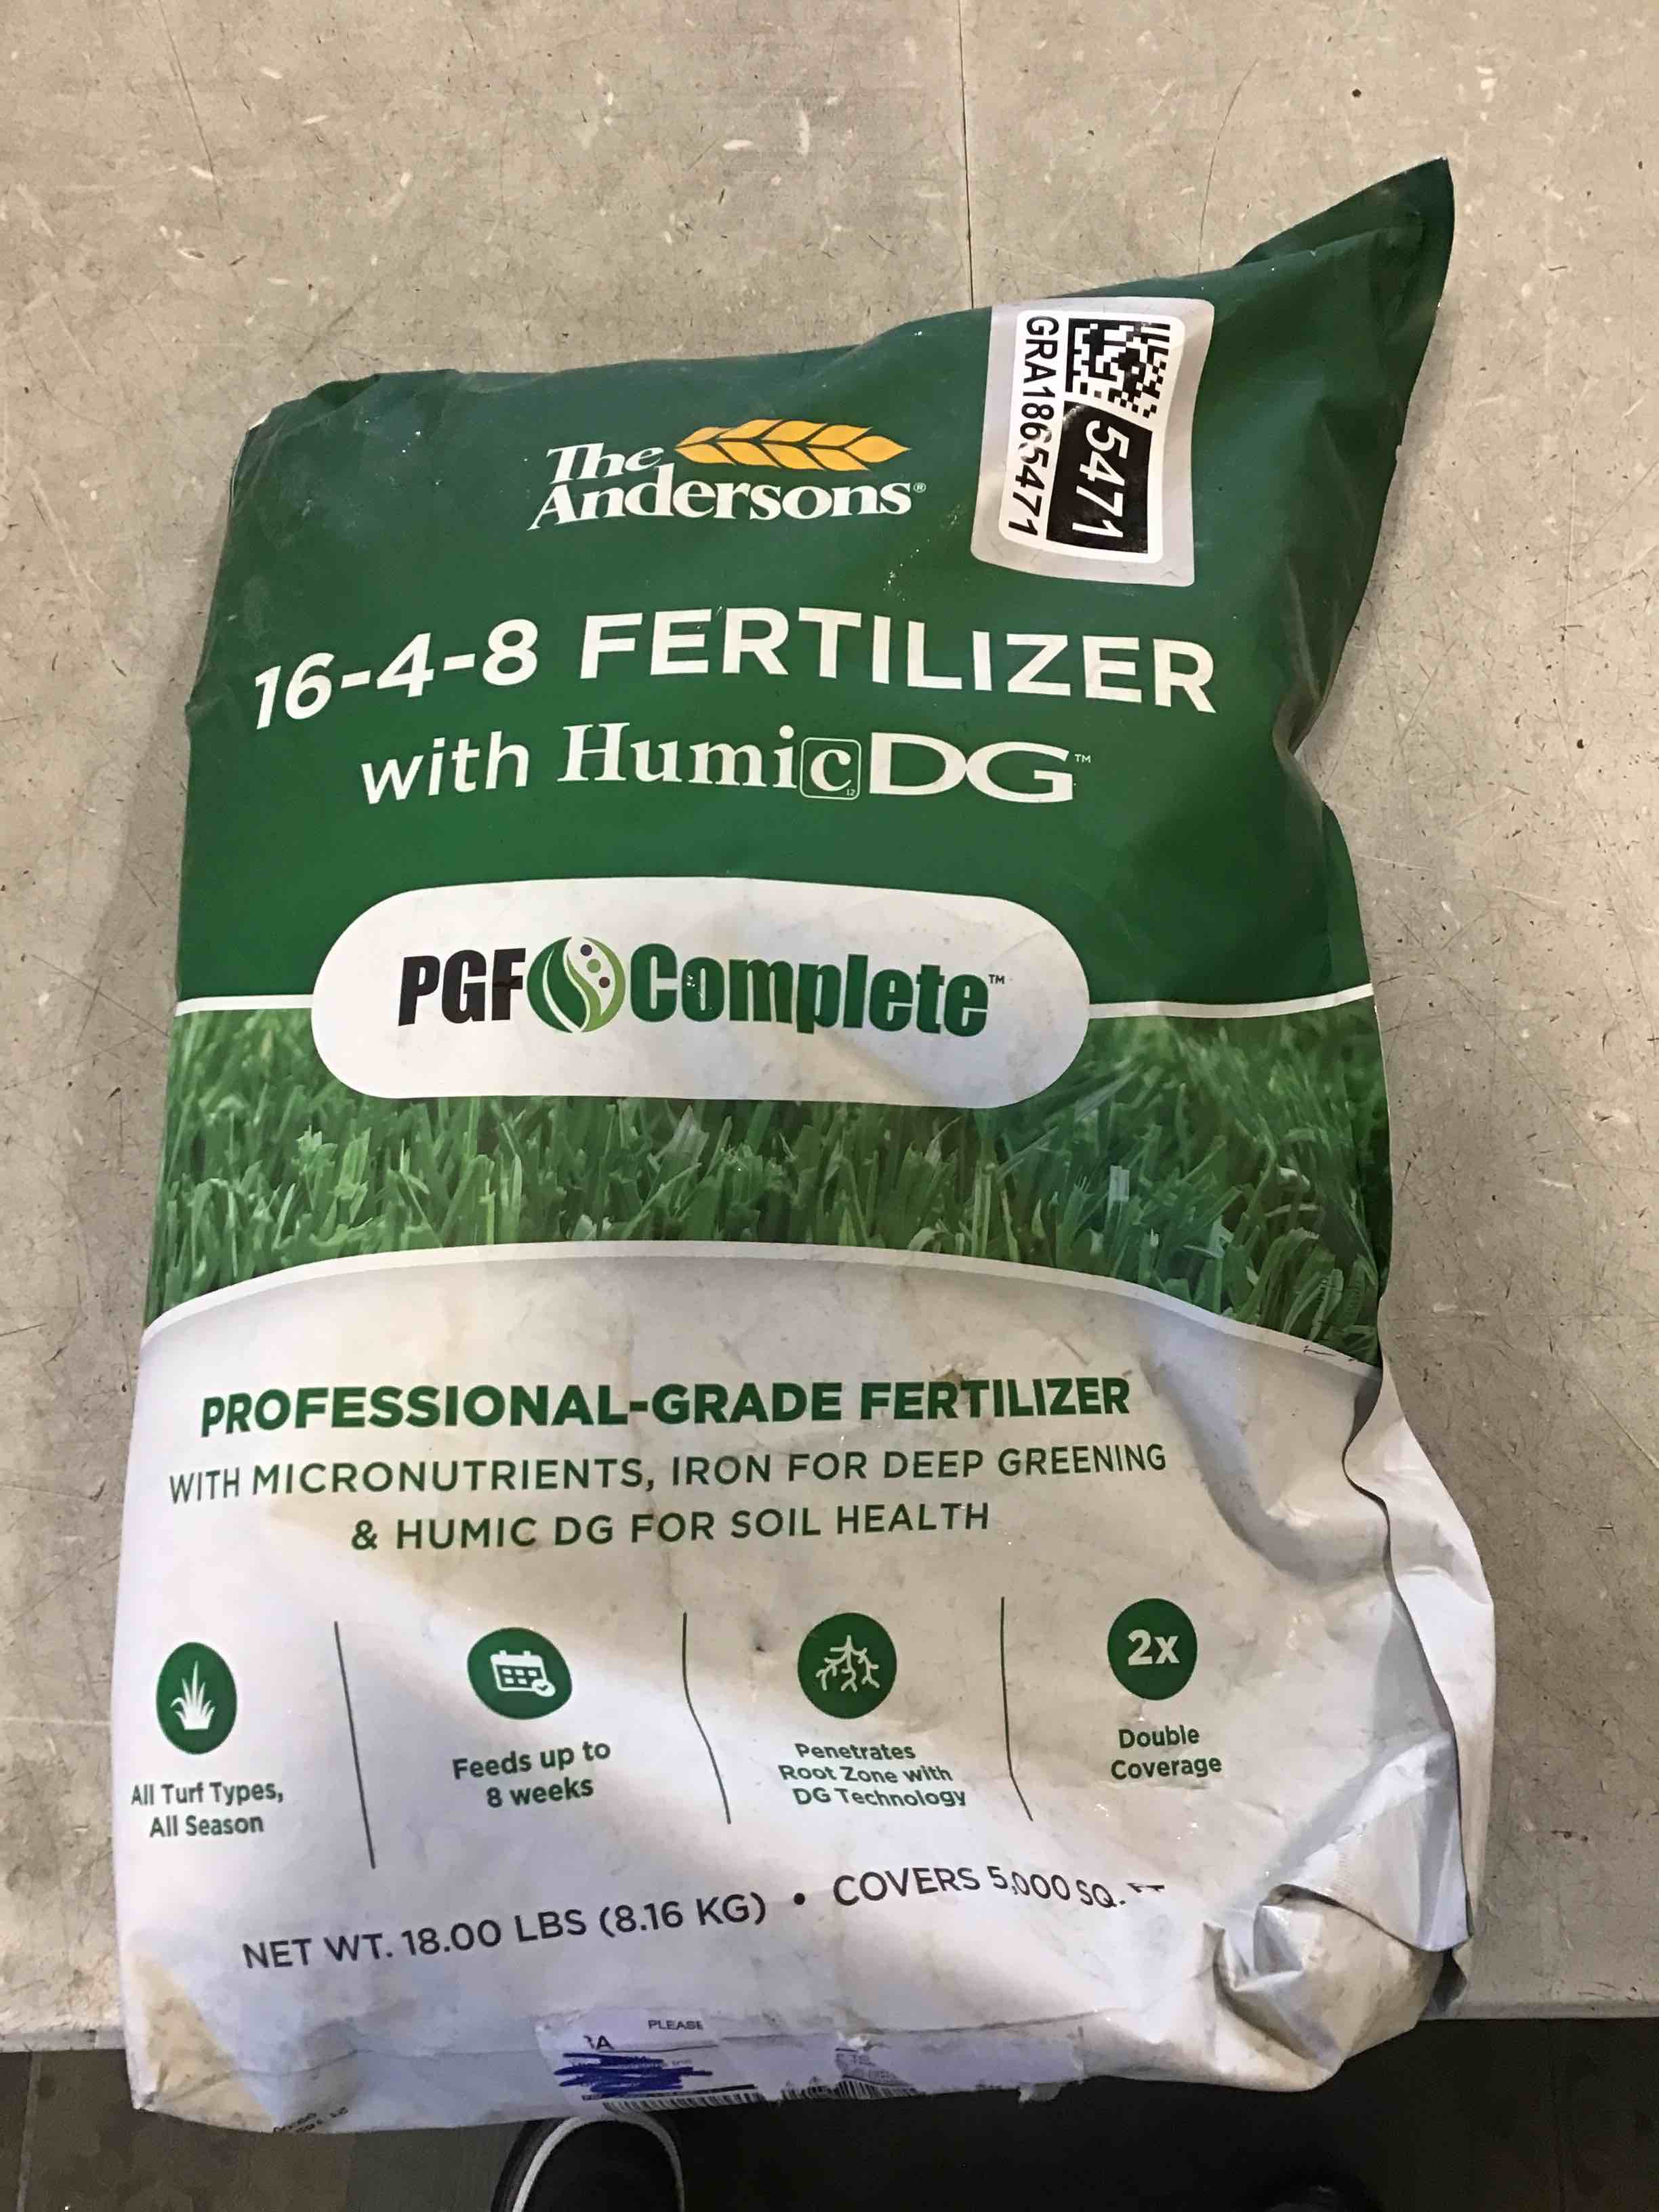 The
Andersons®
GRA1865471
5471
16-4-8 FERTILIZER
with HumicDG™
12
PGF Complete™
PROFESSIONAL-GRADE FERTILIZER
WITH MICRONUTRIENTS, IRON FOR DEEP GREENING
& HUMIC DG FOR SOIL HEALTH
All Turf Types,
All Season
Feeds up to
8 weeks
Penetrates
Root Zone with
DG Technology
2x
Double
Coverage
NET WT. 18.00 LBS (8.16 KG) • COVERS 5,000 SQ.
PLEASE